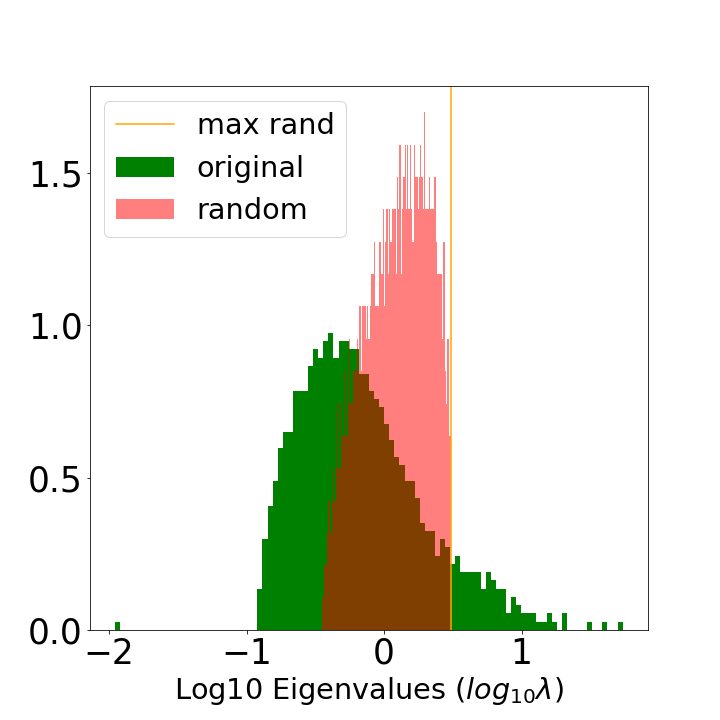 max rand
original
random
1.5
1.0
0.5
0.0
−2 −1 0 1
Log10 Eigenvalues (log₁₀λ)